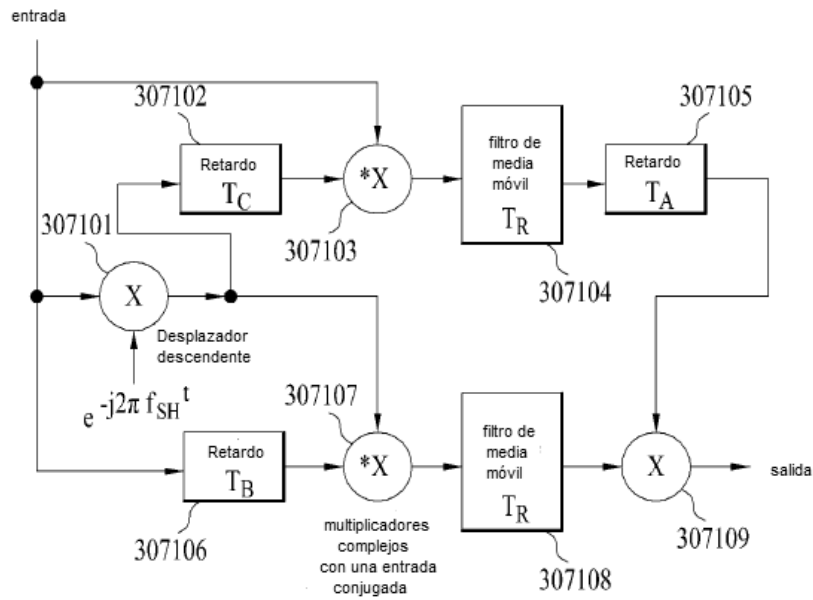 entrada
307102
307105
Retardo
T_C
*X
filtro de
media
móvil
T_R
Retardo
T_A
307101
307103
307104
X
Desplazador
descendente
e^-j2π f_SH t
307107
Retardo
T_B
*X
filtro de
media
móvil
T_R
X
salida
307106
multiplicadores
complejos
con una entrada
conjugada
307108
307109